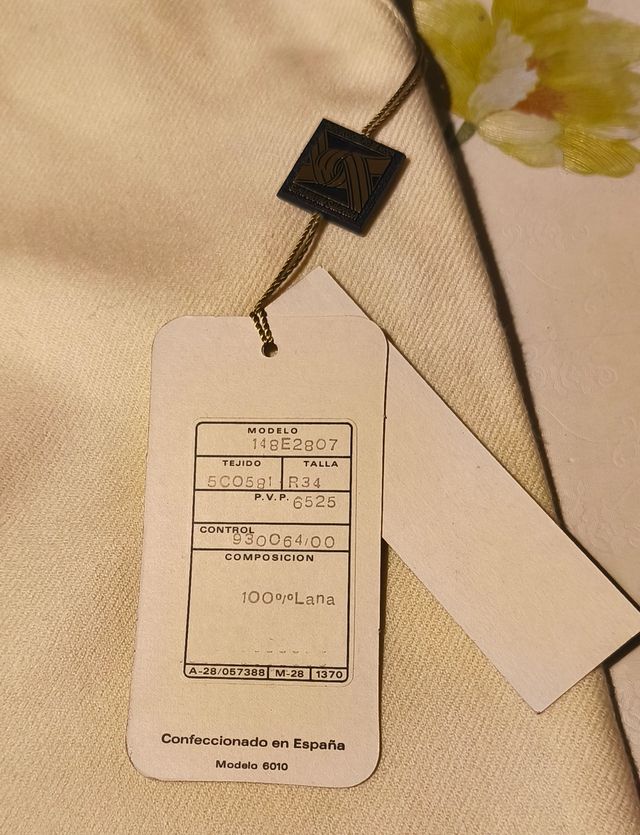 MODELO
148E2807
TEJIDO TALLA
5C0581 R34
P.V.P. 6525
CONTROL
930064/00
COMPOSICION
100%Lana
A-28/057388 M-28 1370
Confeccionado en España
Modelo 6010